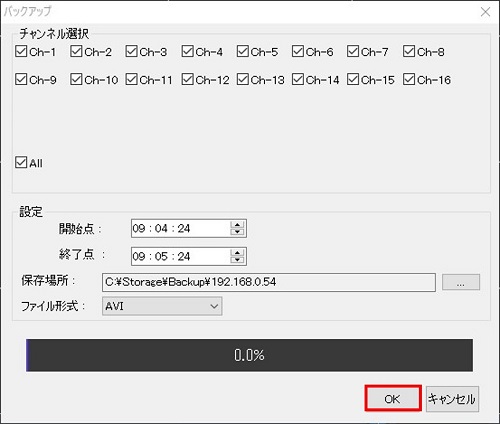 バックアップ
チャンネル選択
Ch-1 Ch-2 Ch-3 Ch-4 Ch-5 Ch-6 Ch-7 Ch-8
Ch-9 Ch-10 Ch-11 Ch-12 Ch-13 Ch-14 Ch-15 Ch-16
All
設定
開始点： 09：04：24
終了点： 09：05：24
保存場所： C:¥Storage¥Backup¥192.168.0.54 ...
ファイル形式： AVI
0.0%
OK キャンセル